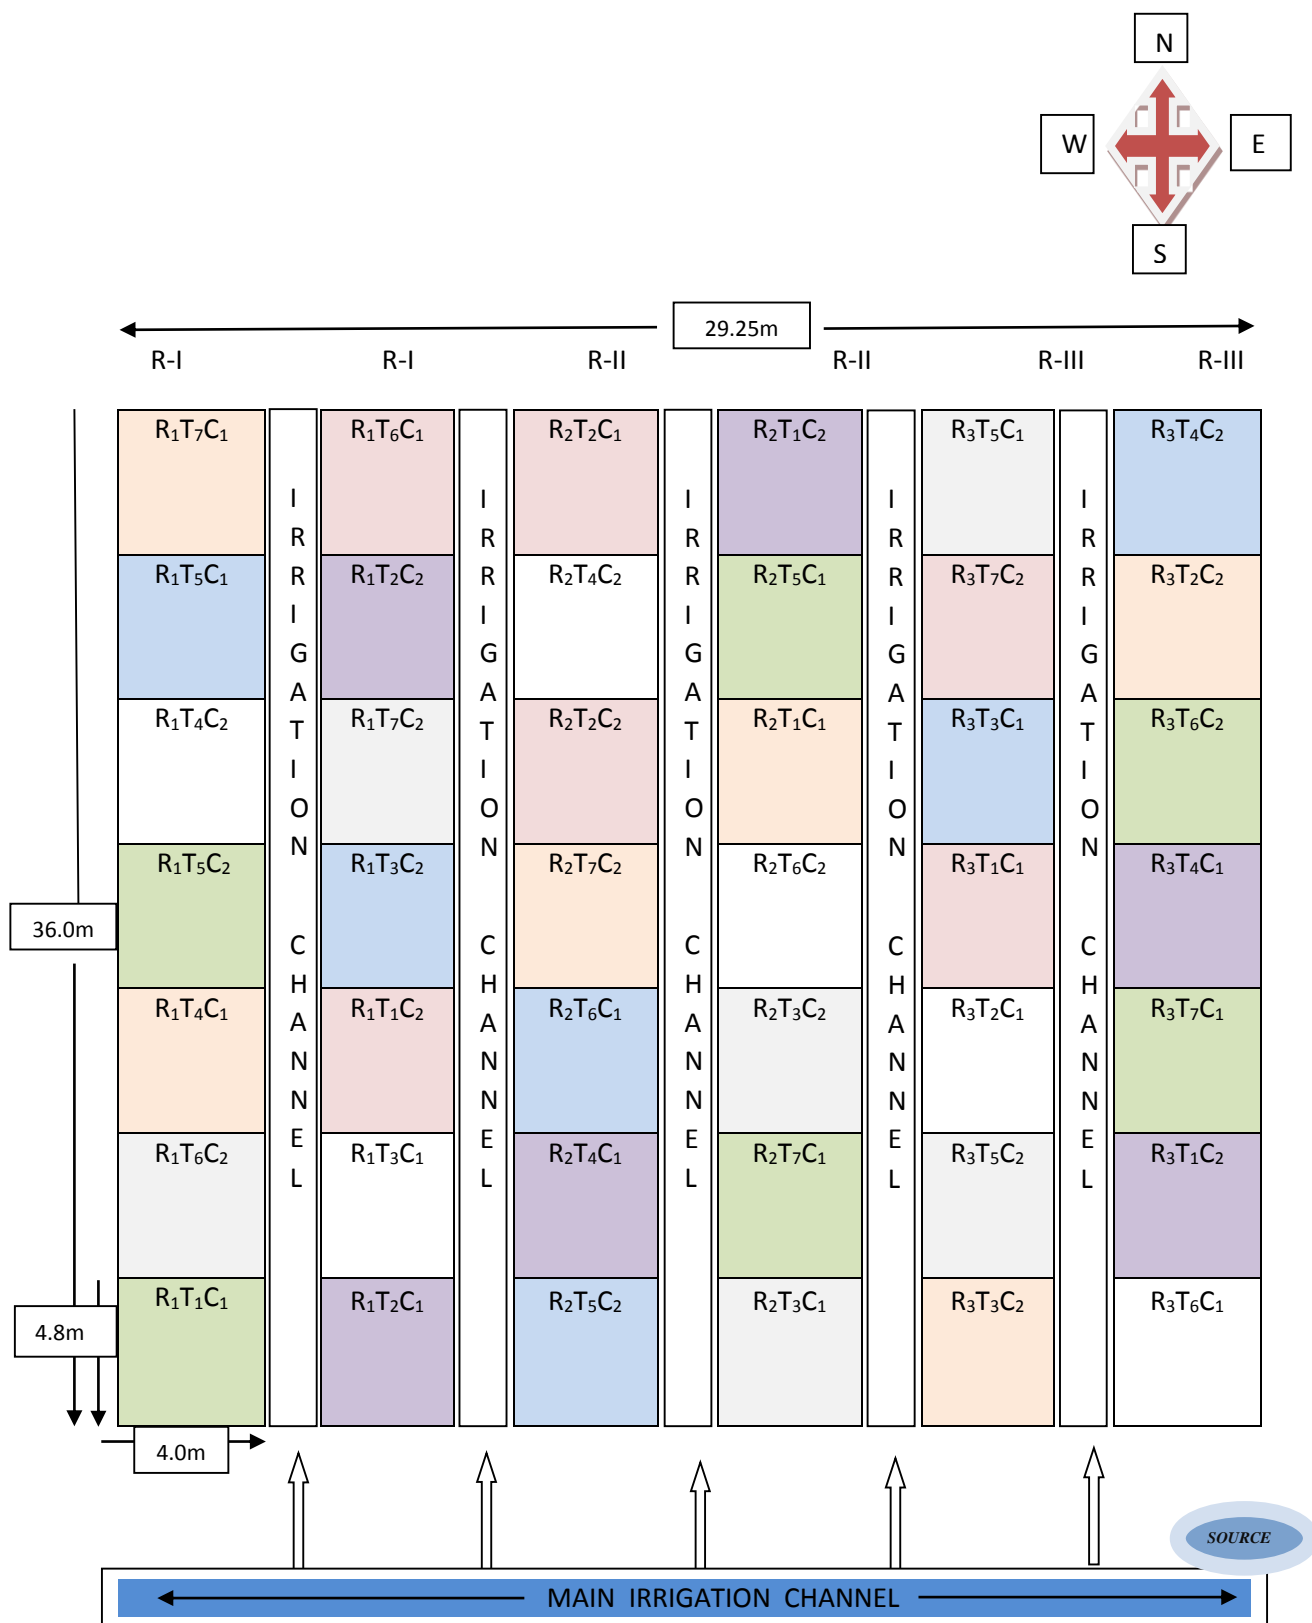 N
W
E
S
29.25m
R-I R-I R-II R-II R-III R-III
R₁T₇C₁ R₁T₆C₁ R₂T₂C₁ R₂T₁C₂ R₃T₅C₁ R₃T₄C₂
R₁T₅C₁ R₁T₂C₂ R₂T₄C₂ R₂T₅C₁ R₃T₇C₂ R₃T₂C₂
R₁T₄C₂ R₁T₇C₂ R₂T₂C₂ R₂T₁C₁ R₃T₃C₁ R₃T₆C₂
R₁T₅C₂ R₁T₃C₂ R₂T₇C₂ R₂T₆C₂ R₃T₁C₁ R₃T₄C₁
R₁T₄C₁ R₁T₁C₂ R₂T₆C₁ R₂T₃C₂ R₃T₂C₁ R₃T₇C₁
R₁T₆C₂ R₁T₃C₁ R₂T₄C₁ R₂T₇C₁ R₃T₅C₂ R₃T₁C₂
R₁T₁C₁ R₁T₂C₁ R₂T₅C₂ R₂T₃C₁ R₃T₃C₂ R₃T₆C₁
IRRIGATION CHANNEL
IRRIGATION CHANNEL
IRRIGATION CHANNEL
IRRIGATION CHANNEL
IRRIGATION CHANNEL
36.0m
4.8m
4.0m
SOURCE
MAIN IRRIGATION CHANNEL